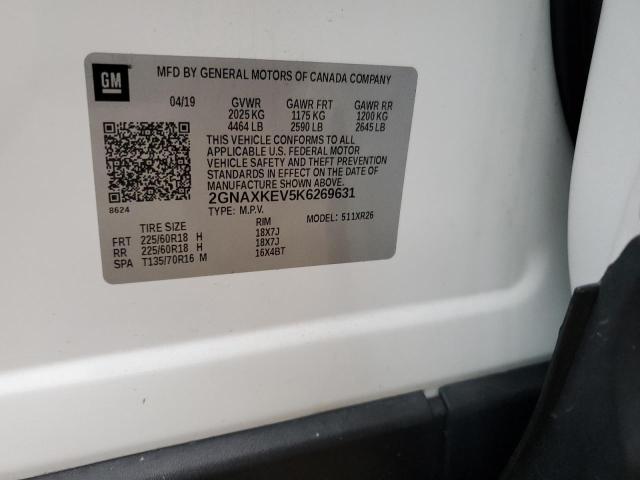 GM
MFD BY GENERAL MOTORS OF CANADA COMPANY
04/19 GVWR GAWR FRT GAWR RR
2025 KG 1175 KG 1200 KG
4464 LB 2590 LB 2645 LB
THIS VEHICLE CONFORMS TO ALL
APPLICABLE U.S. FEDERAL MOTOR
VEHICLE SAFETY AND THEFT PREVENTION
STANDARDS IN EFFECT ON THE DATE OF
MANUFACTURE SHOWN ABOVE.
2GNAXKEV5K6269631
8624
TYPE: M.P.V. MODEL: 511XR26
TIRE SIZE RIM
FRT 225/60R18 H 18X7J
RR 225/60R18 H 18X7J
SPA T135/70R16 M 16X4BT